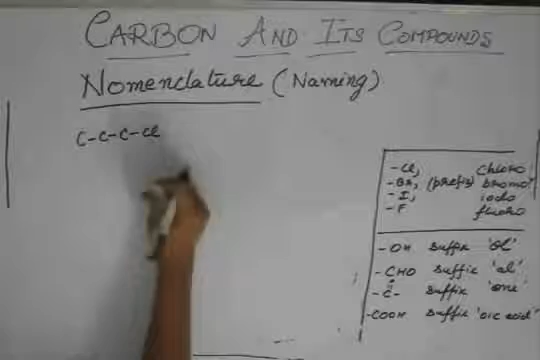 CARBON AND ITS COMPOUNDS
Nomenclature (Naming)
C-C-C-Cl
-Cl, Chloro
-Br, (prefix) bromo
-I, iodo
-F fluoro
-OH suffix 'ol'
-CHO suffix 'al'
O
-C- suffix 'one'
-COOH suffix 'oic acid'